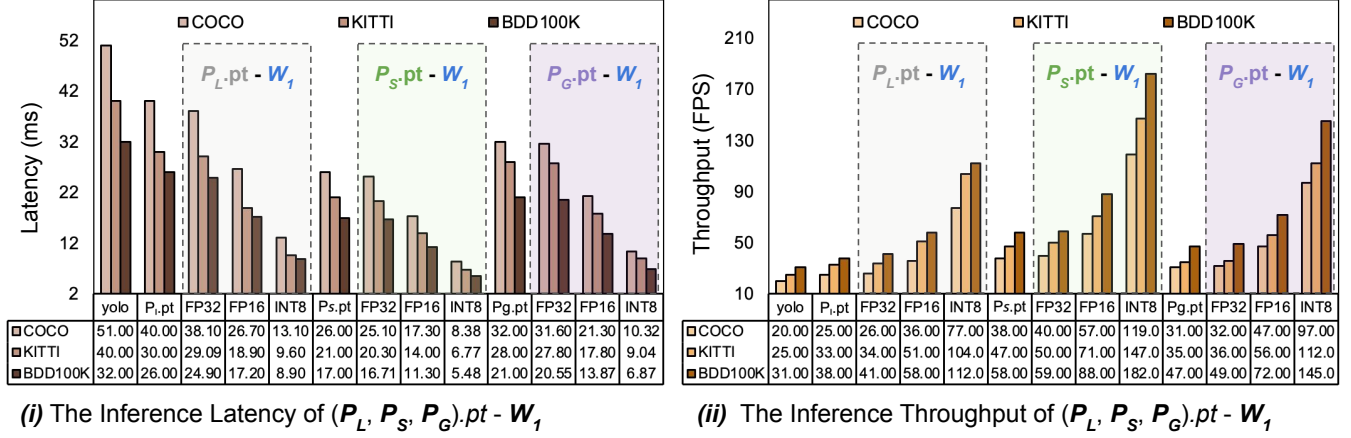 COCO KITTI BDD100K
Latency (ms)
52
42
32
22
12
2
P_L.pt - W_1
P_S.pt - W_1
P_G.pt - W_1
yolo P_l.pt FP32 FP16 INT8 Ps.pt FP32 FP16 INT8 Pg.pt FP32 FP16 INT8
COCO 51.00 40.00 38.10 26.70 13.10 26.00 25.10 17.30 8.38 32.00 31.60 21.30 10.32
KITTI 40.00 30.00 29.09 18.90 9.60 21.00 20.30 14.00 6.77 28.00 27.80 17.80 9.04
BDD100K 32.00 26.00 24.90 17.20 8.90 17.00 16.71 11.30 5.48 21.00 20.55 13.87 6.87
(i) The Inference Latency of (P_L, P_S, P_G).pt - W_1
COCO KITTI BDD100K
Throughput (FPS)
210
170
130
90
50
10
P_L.pt - W_1
P_S.pt - W_1
P_G.pt - W_1
yolo P_l.pt FP32 FP16 INT8 Ps.pt FP32 FP16 INT8 Pg.pt FP32 FP16 INT8
COCO 20.00 25.00 26.00 36.00 77.00 38.00 40.00 57.00 119.0 31.00 32.00 47.00 97.00
KITTI 25.00 33.00 34.00 51.00 104.0 47.00 50.00 71.00 147.0 35.00 36.00 56.00 112.0
BDD100K 31.00 38.00 41.00 58.00 112.0 58.00 59.00 88.00 182.0 47.00 49.00 72.00 145.0
(ii) The Inference Throughput of (P_L, P_S, P_G).pt - W_1